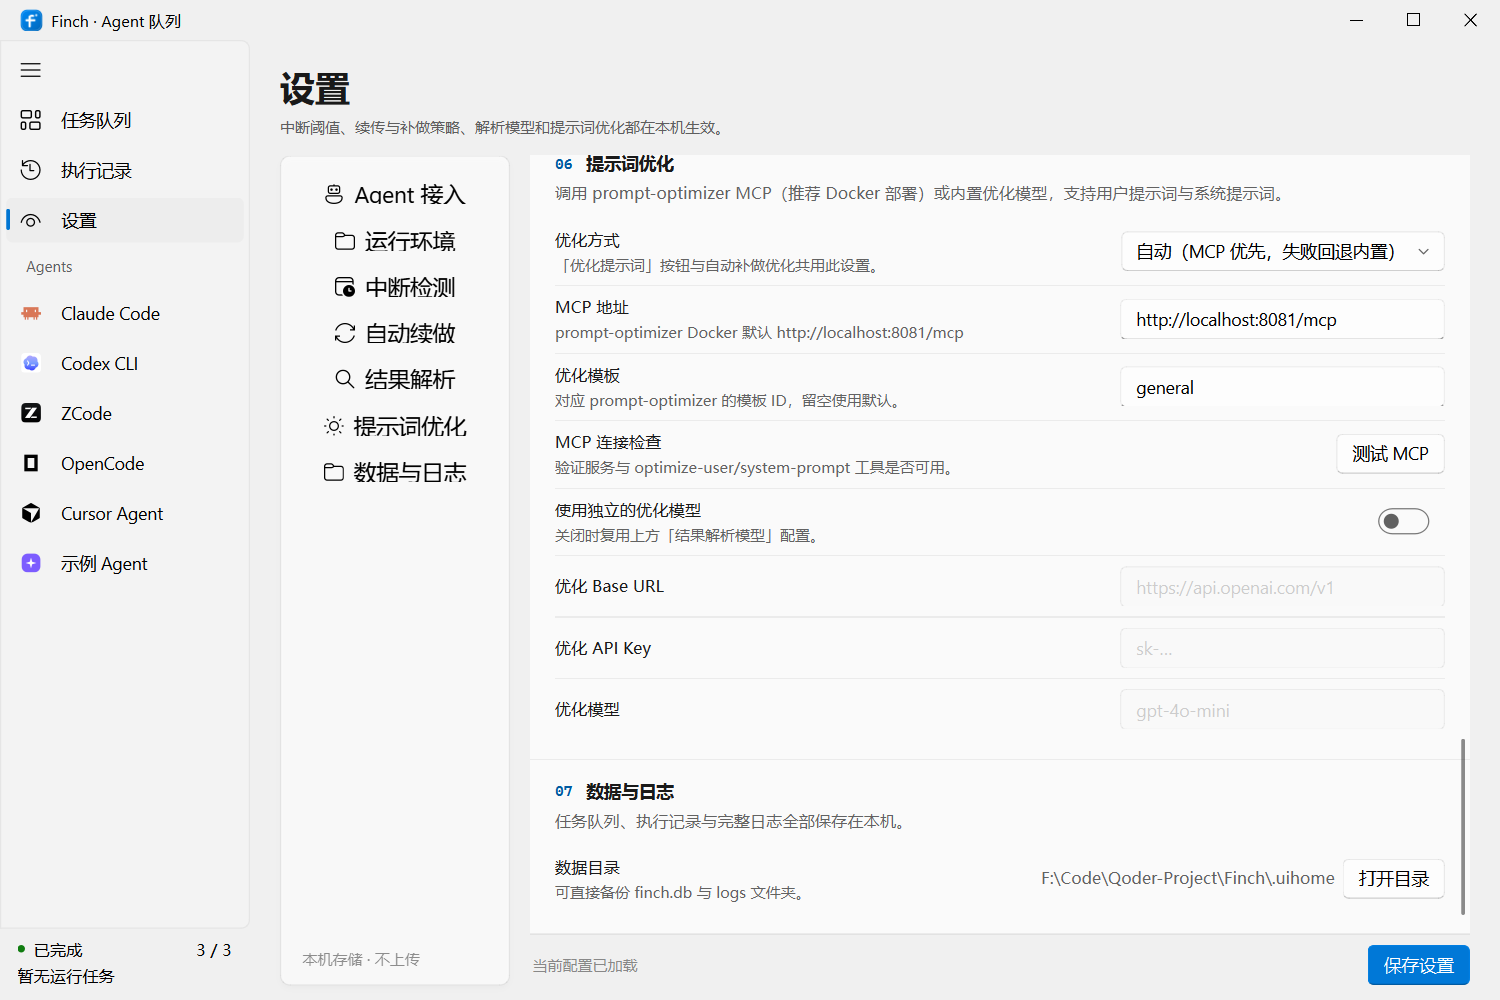 Finch · Agent 队列
任务队列
执行记录
设置
Agents
Claude Code
Codex CLI
ZCode
OpenCode
Cursor Agent
示例 Agent
已完成 3 / 3
暂无运行任务
设置
中断阈值、续传与补做策略、解析模型和提示词优化都在本机生效。
Agent 接入
运行环境
中断检测
自动续做
结果解析
提示词优化
数据与日志
本机存储 · 不上传
06 提示词优化
调用 prompt-optimizer MCP（推荐 Docker 部署）或内置优化模型，支持用户提示词与系统提示词。
优化方式
「优化提示词」按钮与自动补做优化共用此设置。
自动（MCP 优先，失败回退内置）
MCP 地址
prompt-optimizer Docker 默认 http://localhost:8081/mcp
http://localhost:8081/mcp
优化模板
对应 prompt-optimizer 的模板 ID，留空使用默认。
general
MCP 连接检查
验证服务与 optimize-user/system-prompt 工具是否可用。
测试 MCP
使用独立的优化模型
关闭时复用上方「结果解析模型」配置。
优化 Base URL
https://api.openai.com/v1
优化 API Key
sk-...
优化模型
gpt-4o-mini
07 数据与日志
任务队列、执行记录与完整日志全部保存在本机。
数据目录
可直接备份 finch.db 与 logs 文件夹。
F:\Code\Qoder-Project\Finch\.uihome
打开目录
当前配置已加载
保存设置